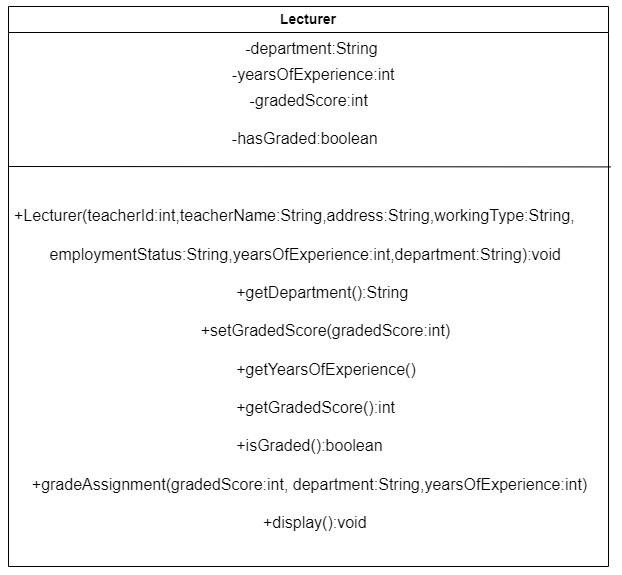 Lecturer
-department:String
-yearsOfExperience:int
-gradedScore:int
-hasGraded:boolean
+Lecturer(teacherId:int,teacherName:String,address:String,workingType:String,
employmentStatus:String,yearsOfExperience:int,department:String):void
+getDepartment():String
+setGradedScore(gradedScore:int)
+getYearsOfExperience()
+getGradedScore():int
+isGraded():boolean
+gradeAssignment(gradedScore:int, department:String,yearsOfExperience:int)
+display():void